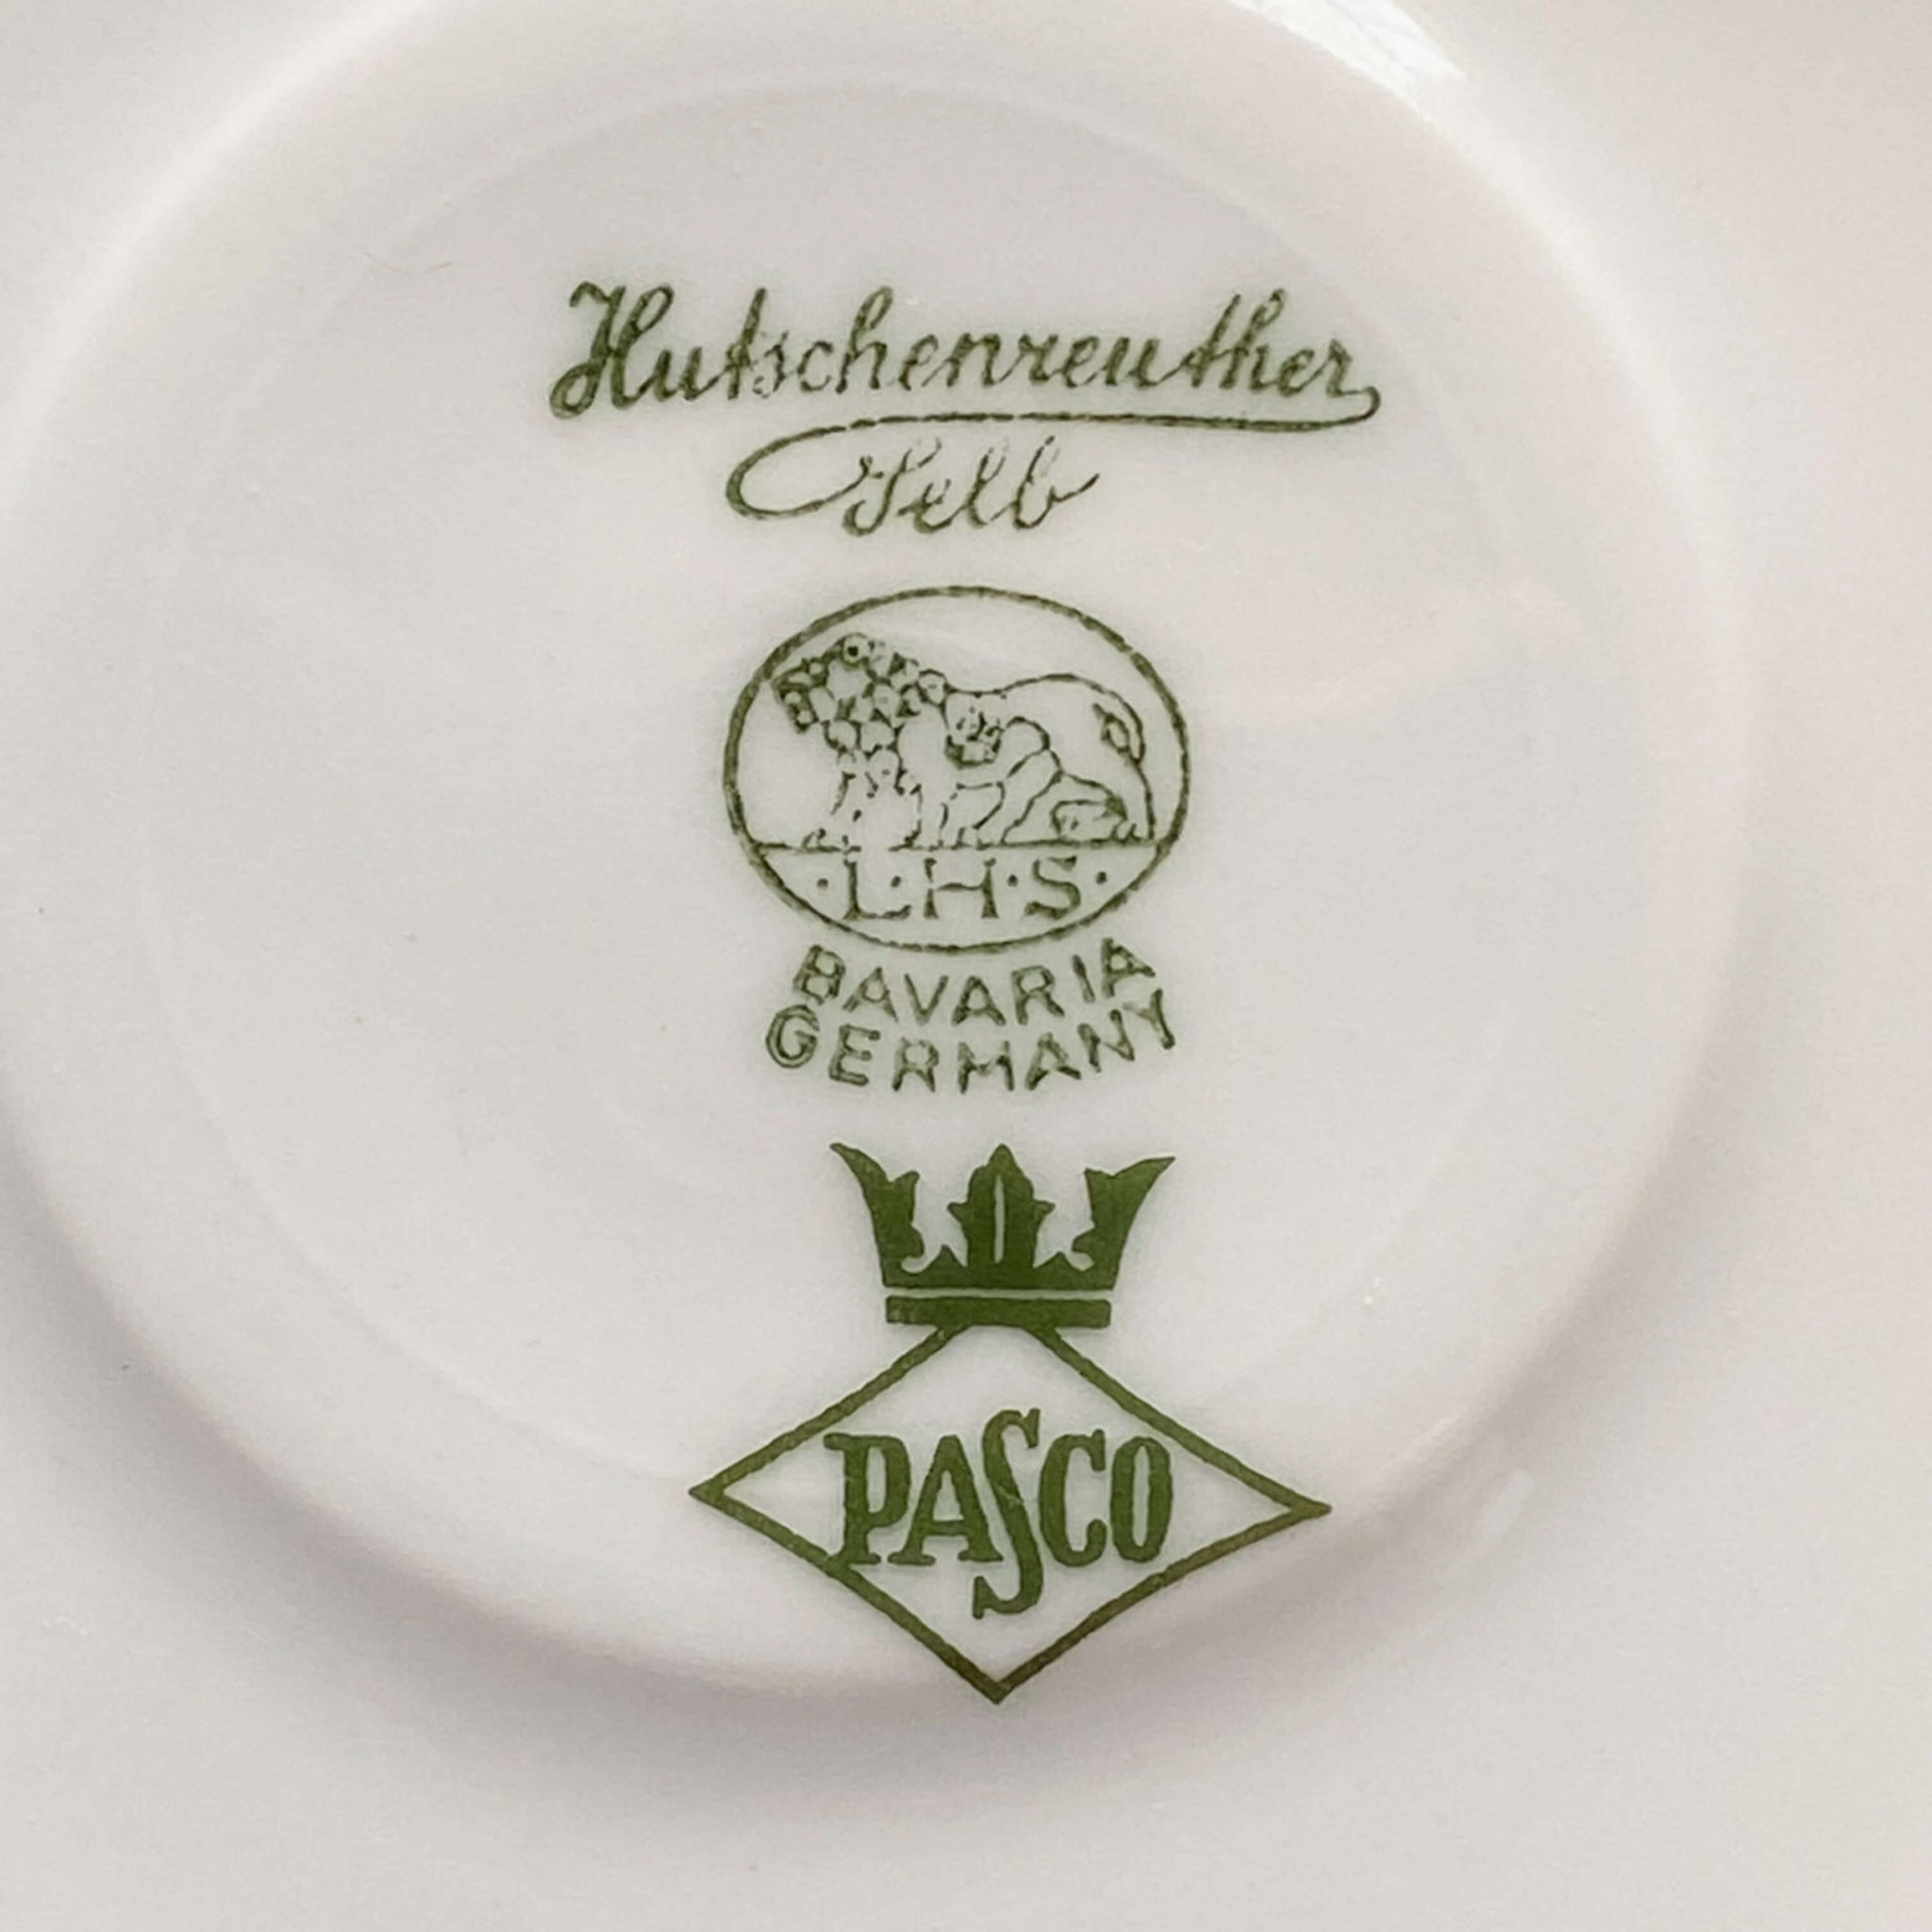 Hutschenreuther
Selb
·L·H·S·
BAVARIA
GERMANY
PASCO